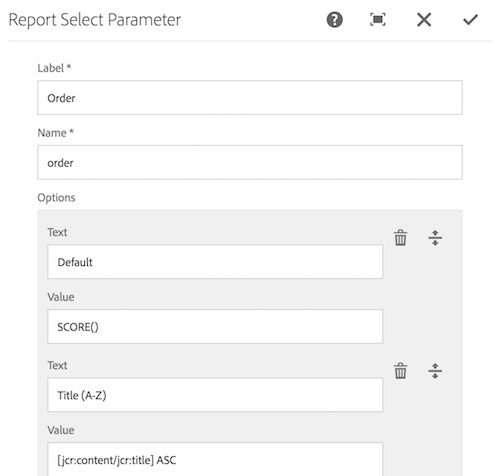 Report Select Parameter
Label *
Order
Name *
order
Options
Text
Default
Value
SCORE()
Text
Title (A-Z)
Value
[jcr:content/jcr:title] ASC